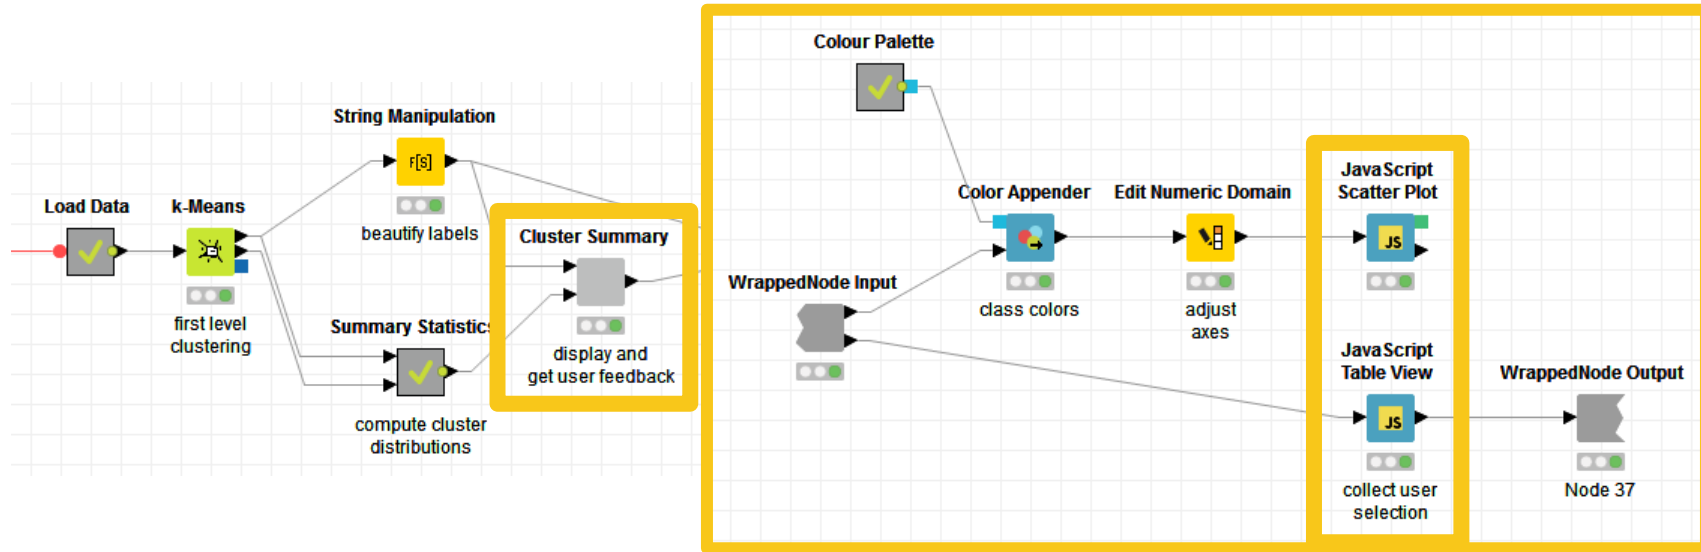 Load Data
k-Means
first level
clustering
String Manipulation
F[S]
beautify labels
Summary Statistics
compute cluster
distributions
Cluster Summary
display and
get user feedback
Colour Palette
WrappedNode Input
Color Appender
class colors
Edit Numeric Domain
adjust
axes
JavaScript
Scatter Plot
JS
JavaScript
Table View
JS
collect user
selection
WrappedNode Output
Node 37